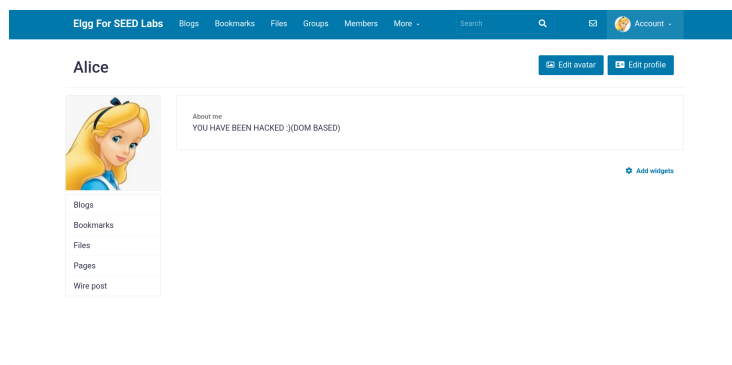 Elgg For SEED Labs Blogs Bookmarks Files Groups Members More Search Account
Alice
Edit avatar Edit profile
About me
YOU HAVE BEEN HACKED :)(DOM BASED)
Add widgets
Blogs
Bookmarks
Files
Pages
Wire post